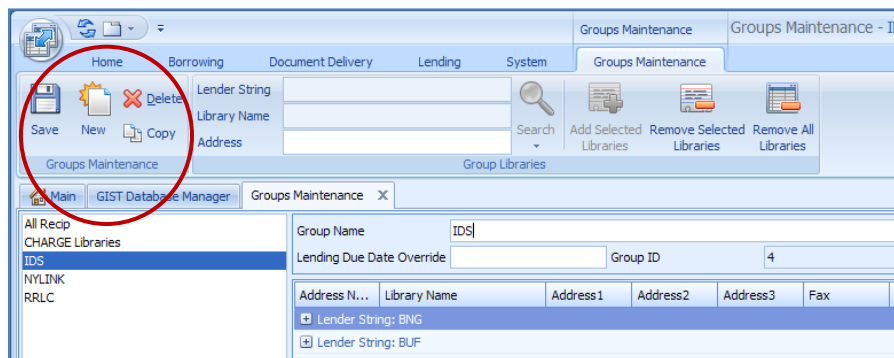 Groups Maintenance Groups Maintenance - I
Home Borrowing Document Delivery Lending System Groups Maintenance
Lender String
Library Name
Address
Save New Delete Copy
Search
Add Selected Libraries
Remove Selected Libraries
Remove All Libraries
Groups Maintenance Group Libraries
Main GIST Database Manager Groups Maintenance X
All Recip
CHARGE Libraries
IDS
NYLINK
RRLC
Group Name IDS
Lending Due Date Override Group ID 4
Address N... Library Name Address1 Address2 Address3 Fax
Lender String: BNG
Lender String: BUF